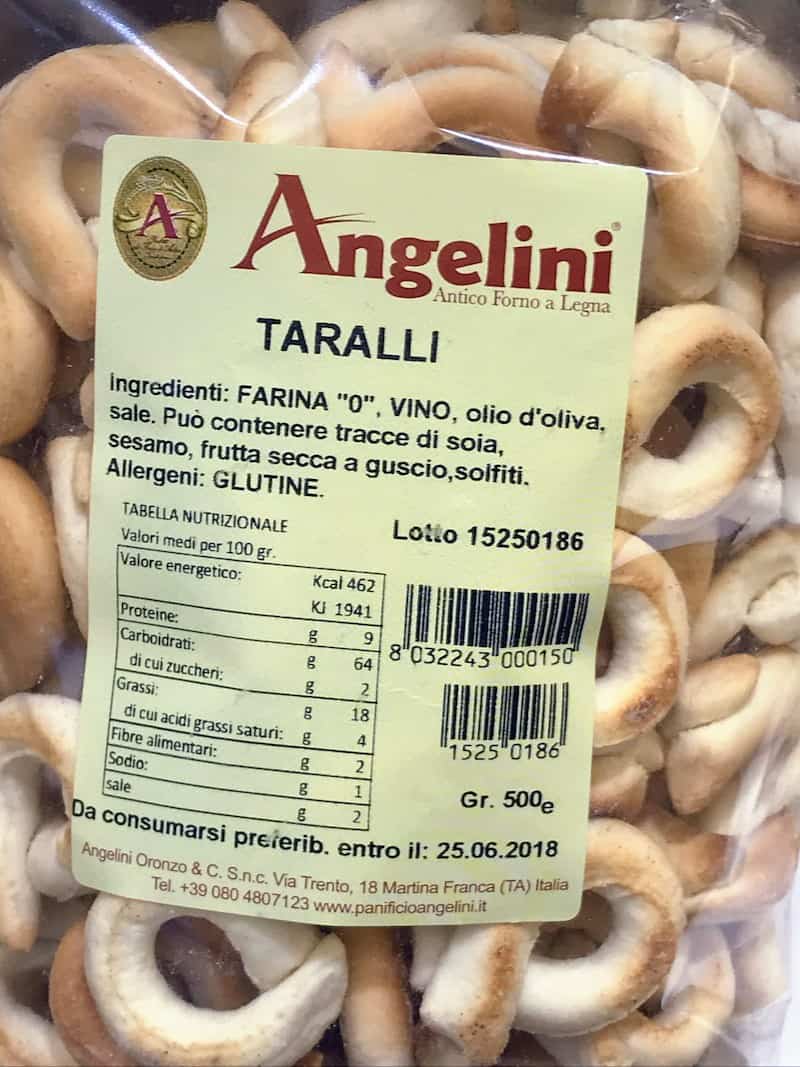 A
Angelini®
Antico Forno a Legna
TARALLI
Ingredienti: FARINA "0", VINO, olio d'oliva,
sale. Può contenere tracce di soia,
sesamo, frutta secca a guscio,solfiti.
Allergeni: GLUTINE.
TABELLA NUTRIZIONALE
Valori medi per 100 gr.
Valore energetico: Kcal 462
Kj 1941
Proteine: g 9
Carboidrati: g 64
di cui zuccheri: g 2
Grassi: g 18
di cui acidi grassi saturi: g 4
Fibre alimentari: g 2
Sodio: g 1
sale g 2
Lotto 15250186
8 032243 000150
1525 0186
Gr. 500e
Da consumarsi preferib. entro il: 25.06.2018
Angelini Oronzo & C. S.n.c. Via Trento, 18 Martina Franca (TA) Italia
Tel. +39 080 4807123 www.panificioangelini.it